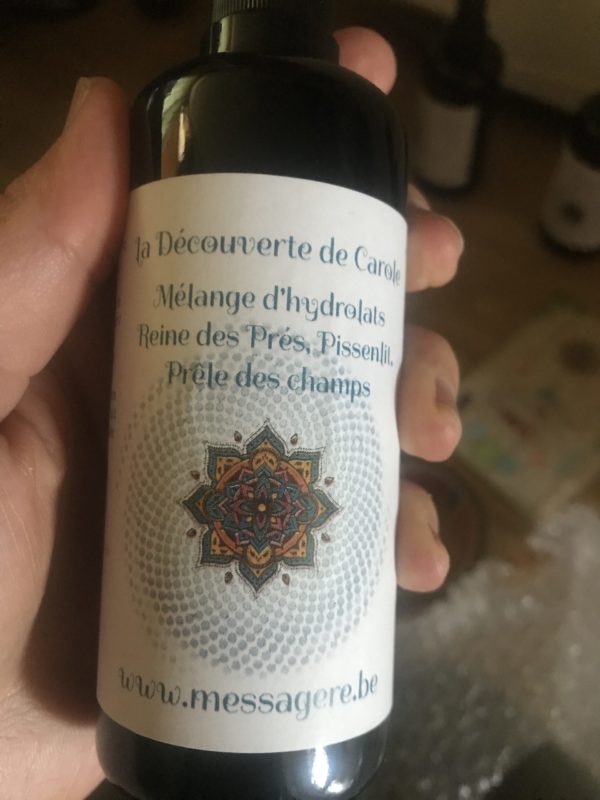 la Découverte de Carole
Mélange d'hydrolats
Reine des Prés, Pissenlit,
Prêle des champs
www.messagere.be